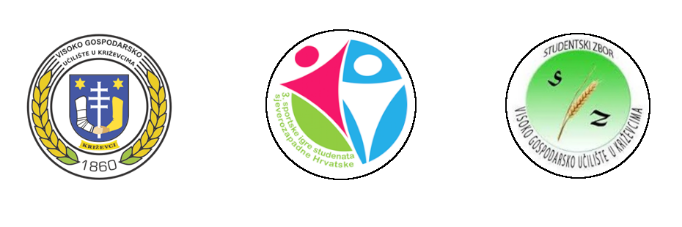 VISOKO GOSPODARSKO
UČILIŠTE U KRIŽEVCIMA
KRIŽEVCI
1860
3. sportske igre studenata
sjeverozapadne Hrvatske
STUDENTSKI ZBOR
S
Z
VISOKO GOSPODARSKO UČILIŠTE U KRIŽEVCIMA